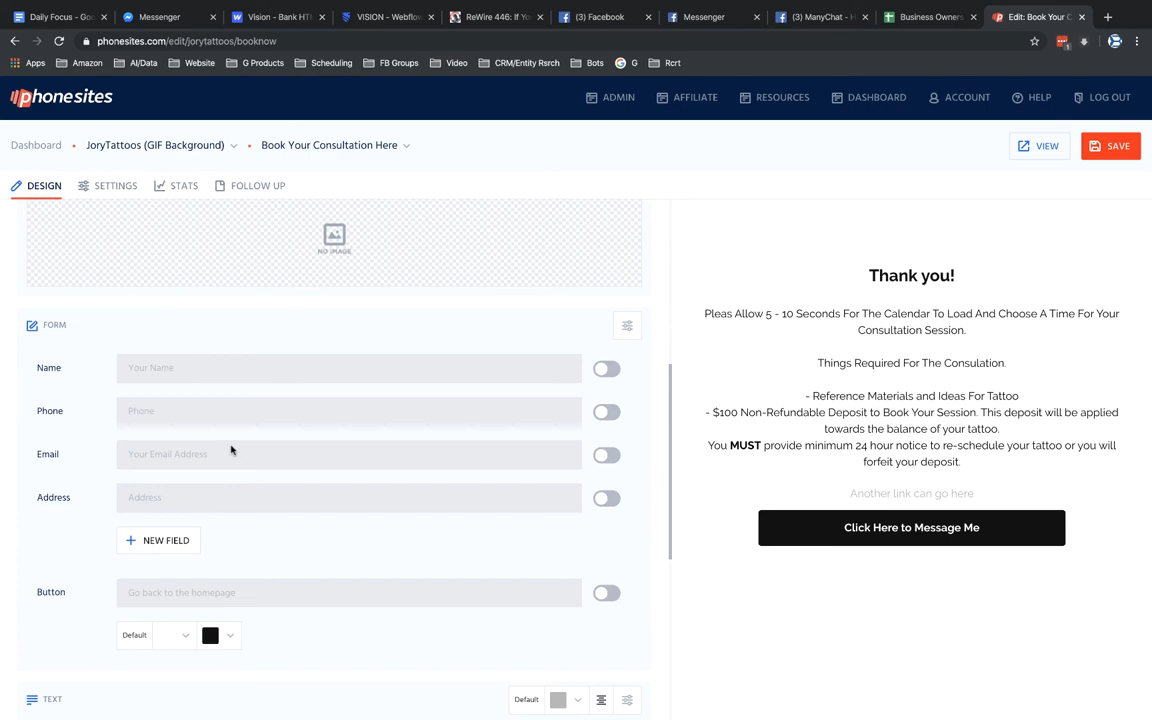 Daily Focus - Goo
Messenger
Vision - Bank HT
VISION - Webflow
ReWire 446: If Yo
(3) Facebook
Messenger
(3) ManyChat - H
Business Owners
Edit: Book Your C
phonesites.com/edit/jorytattoos/booknow
1
Apps
Amazon
AI/Data
Website
G Products
Scheduling
FB Groups
Video
CRM/Entity Rsrch
Bots
G
Rcrt
phonesites
ADMIN
AFFILIATE
RESOURCES
DASHBOARD
ACCOUNT
HELP
LOG OUT
Dashboard • JoryTattoos (GIF Background) • Book Your Consultation Here
VIEW
SAVE
DESIGN
SETTINGS
STATS
FOLLOW UP
NO IMAGE
FORM
Name
Your Name
Phone
Phone
Email
Your Email Address
Address
Address
+ NEW FIELD
Button
Go back to the homepage
Default
TEXT
Default
Thank you!
Pleas Allow 5 - 10 Seconds For The Calendar To Load And Choose A Time For Your
Consultation Session.
Things Required For The Consulation.
- Reference Materials and Ideas For Tattoo
- $100 Non-Refundable Deposit to Book Your Session. This deposit will be applied
towards the balance of your tattoo.
You MUST provide minimum 24 hour notice to re-schedule your tattoo or you will
forfeit your deposit.
Another link can go here
Click Here to Message Me